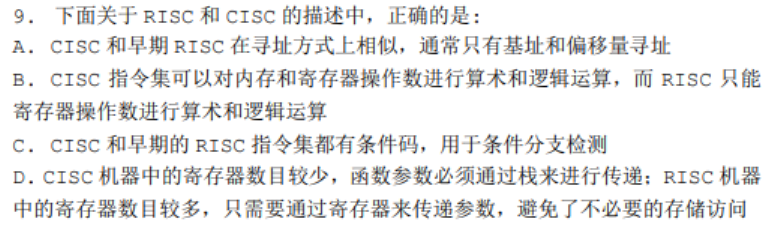 9. 下面关于 RISC 和 CISC 的描述中，正确的是：
A. CISC 和早期 RISC 在寻址方式上相似，通常只有基址和偏移量寻址
B. CISC 指令集可以对内存和寄存器操作数进行算术和逻辑运算，而 RISC 只能
寄存器操作数进行算术和逻辑运算
C. CISC 和早期的 RISC 指令集都有条件码，用于条件分支检测
D. CISC 机器中的寄存器数目较少，函数参数必须通过栈来进行传递；RISC 机器
中的寄存器数目较多，只需要通过寄存器来传递参数，避免了不必要的存储访问